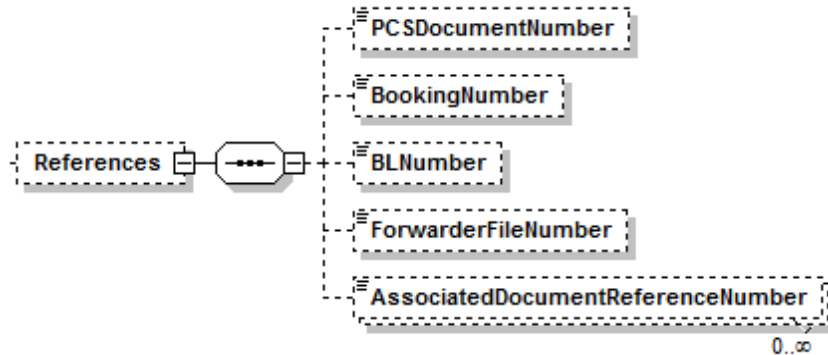 PCSDocumentNumber
BookingNumber
References
BLNumber
ForwarderFileNumber
AssociatedDocumentReferenceNumber
0..∞